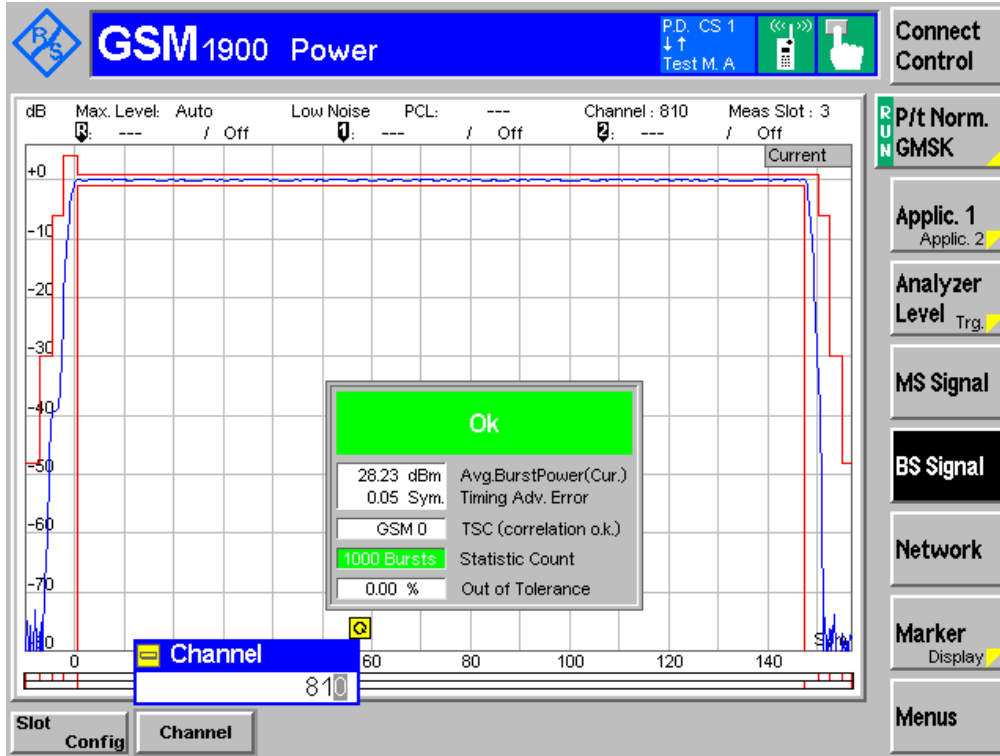 R/S
GSM1900 Power
P.D. CS 1
Test M. A
Connect
Control
dB Max. Level: Auto Low Noise PCL: --- Channel : 810 Meas Slot : 3
R: --- / Off 1: --- / Off 2: --- / Off
Current
RUN
P/t Norm.
GMSK
+0
-10
-20
-30
-40
-50
-60
-70
Ok
28.23 dBm Avg.BurstPower(Cur.)
0.05 Sym. Timing Adv. Error
GSM 0 TSC (correlation o.k.)
1000 Bursts Statistic Count
0.00 % Out of Tolerance
0 60 80 100 120 140
Channel
810
Slot
Config
Channel
Applic. 1
Applic. 2
Analyzer
Level Trg.
MS Signal
BS Signal
Network
Marker
Display
Menus